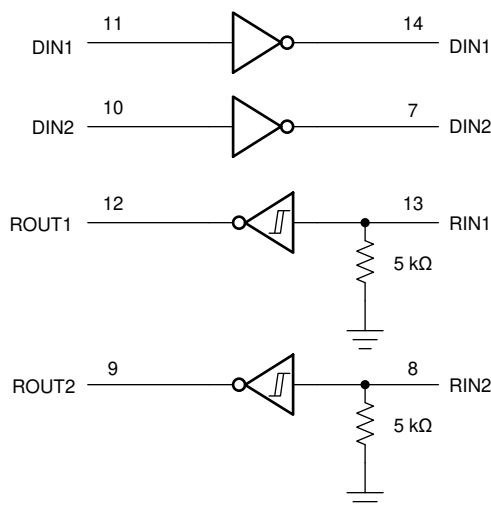 11 14
DIN1 DIN1
10 7
DIN2 DIN2
12 13
ROUT1 RIN1
5 kΩ
9 8
ROUT2 RIN2
5 kΩ